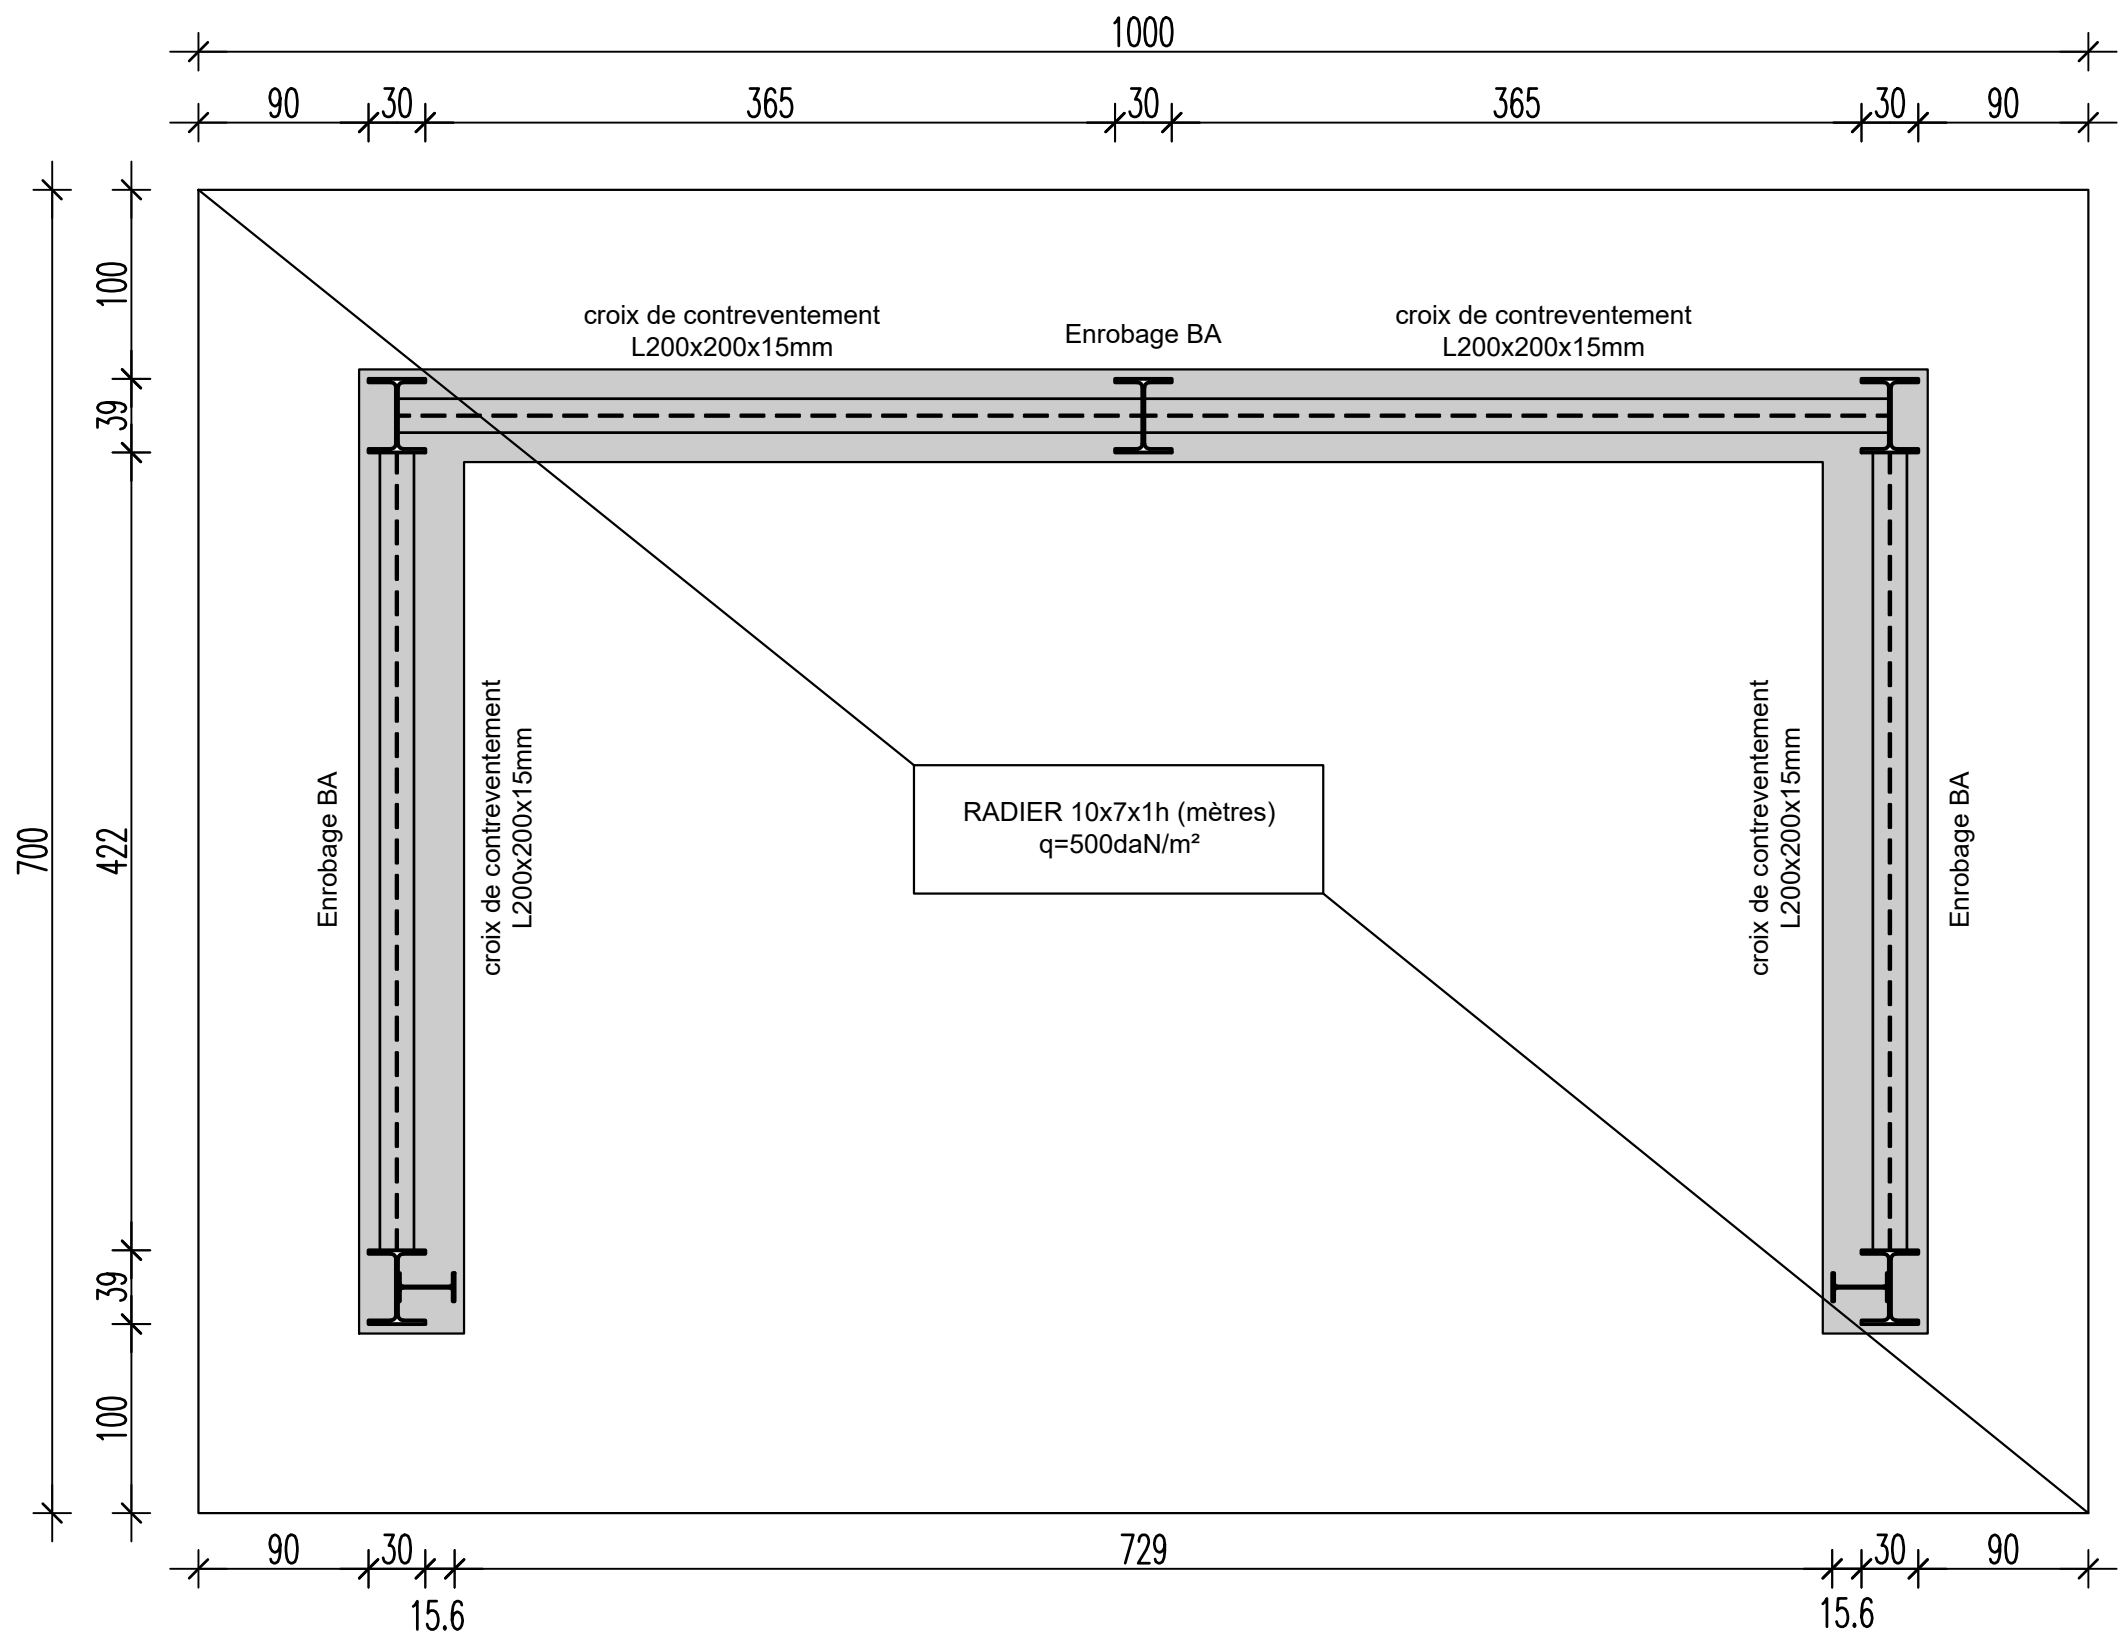 1000
90 30 365 30 365 30 90
croix de contreventement
L200x200x15mm
Enrobage BA
croix de contreventement
L200x200x15mm
700
100
39
422
39
100
Enrobage BA
croix de contreventement
L200x200x15mm
RADIER 10x7x1h (mètres)
q=500daN/m²
croix de contreventement
L200x200x15mm
Enrobage BA
90 30 729 30 90
15.6 15.6